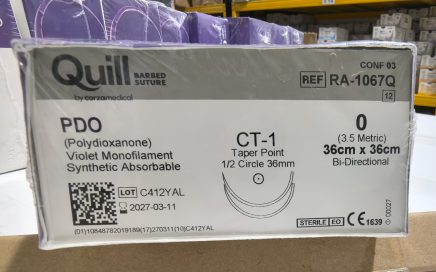 Quill BARBED SUTURE
by corzamedical
CONF 03
REF RA-1067Q
12
PDO
(Polydioxanone)
Violet Monofilament
Synthetic Absorbable
CT-1
Taper Point
1/2 Circle 36mm
0
(3.5 Metric)
36cm x 36cm
Bi-Directional
LOT C412YAL
2027-03-11
(01)10848782019189(17)270311(10)C412YAL
STERILE EO CE 1639
00027